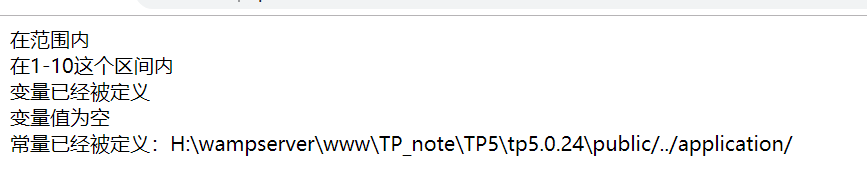 在范围内
在1-10这个区间内
变量已经被定义
变量值为空
常量已经被定义：H:\wampserver\www\TP_note\TP5\tp5.0.24\public/../application/